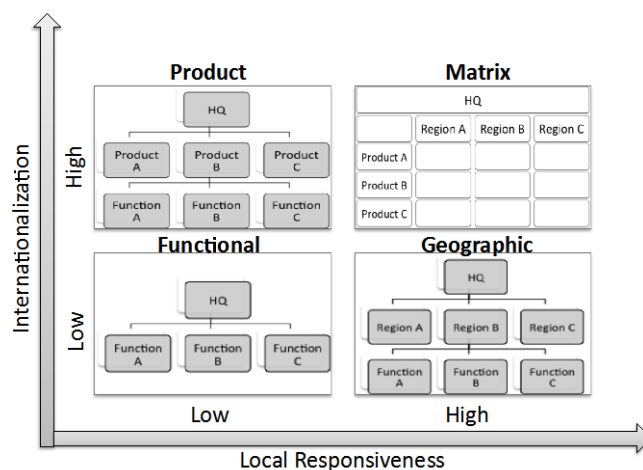 Product
HQ
Product A
Product B
Product C
Function A
Function B
Function C
Matrix
HQ
Region A Region B Region C
Product A
Product B
Product C
Functional
HQ
Function A
Function B
Function C
Geographic
HQ
Region A Region B Region C
Function A
Function B
Function C
Internationalization
High
Low
Low High
Local Responsiveness